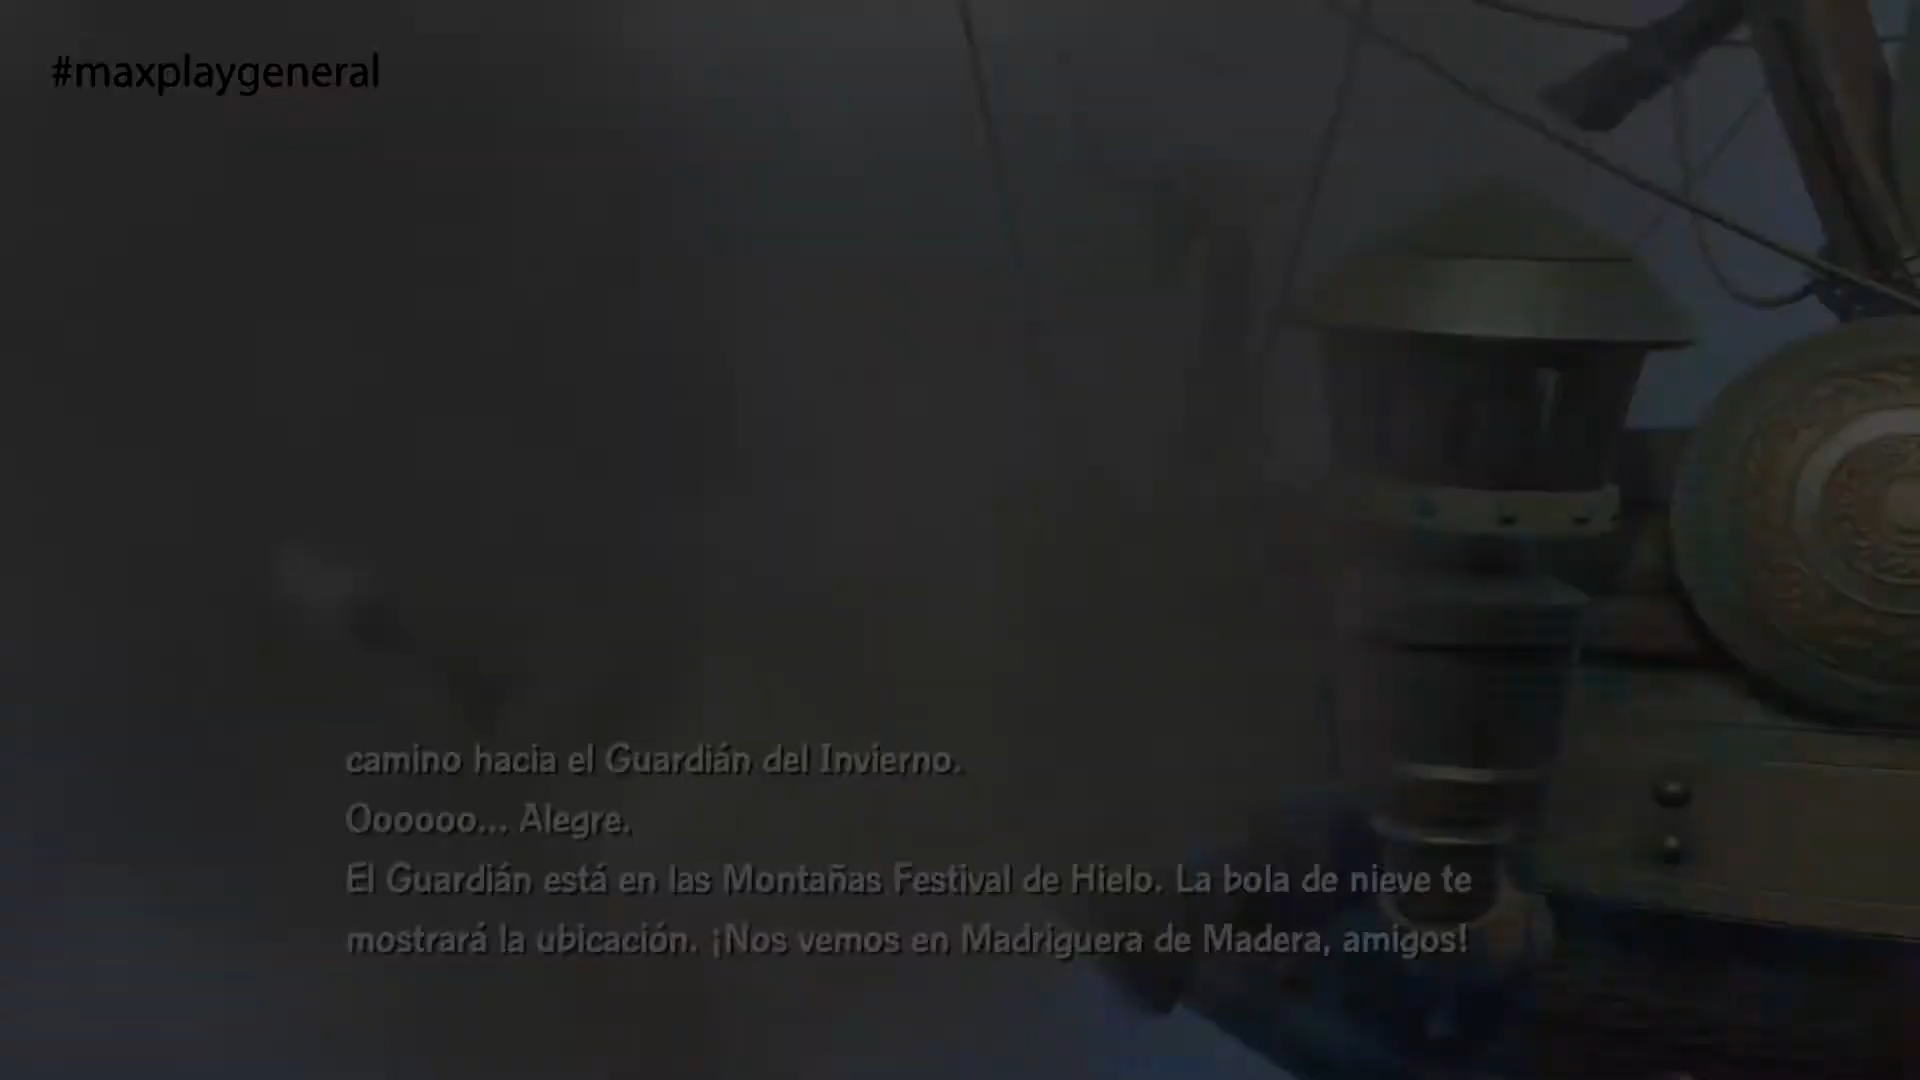 #maxplaygeneral
camino hacia el Guardián del Invierno.
Oooooo... Alegre.
El Guardián está en las Montañas Festival de Hielo. La bola de nieve te
mostrará la ubicación. ¡Nos vemos en Madriguera de Madera, amigos!